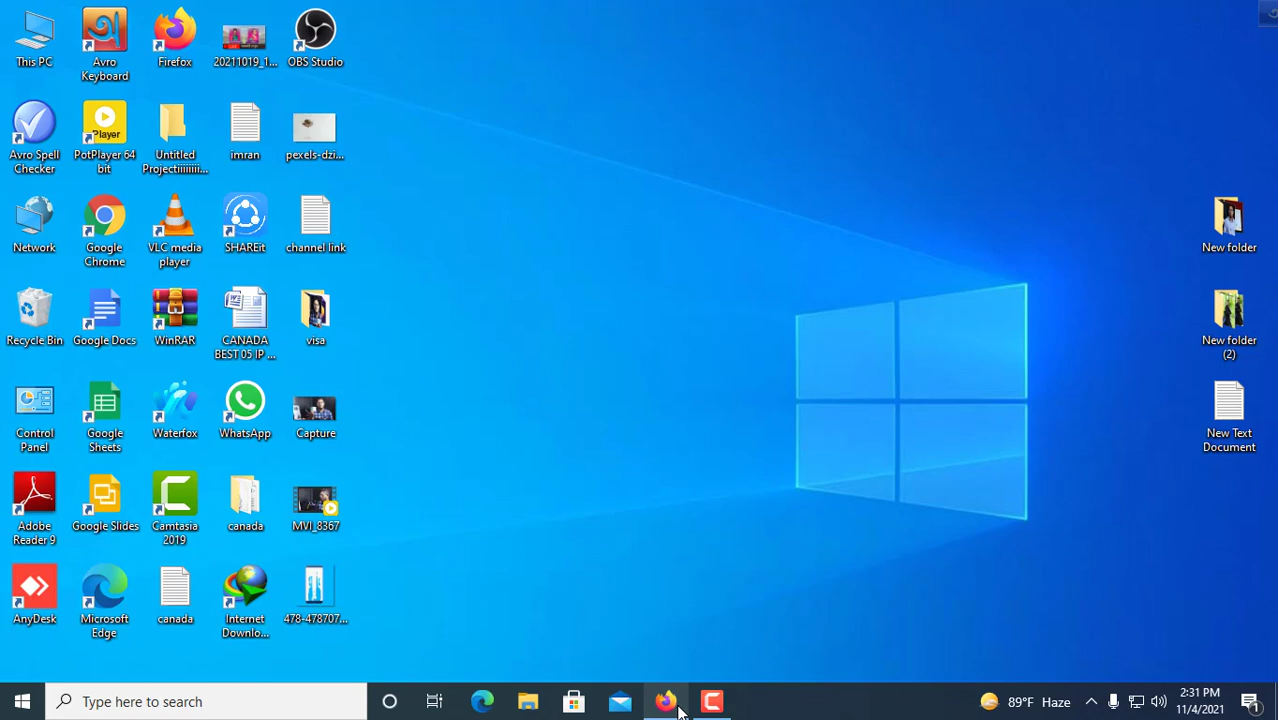 This PC
Avro
Keyboard
Firefox
20211019_1...
OBS Studio
Avro Spell
Checker
Player
PotPlayer 64
bit
Untitled
Projectiiiiiiii...
imran
pexels-dzi...
Network
Google
Chrome
VLC media
player
SHAREit
channel link
New folder
Recycle Bin
Google Docs
WinRAR
CANADA
BEST 05 IP ...
visa
New folder
(2)
Control
Panel
Google
Sheets
Waterfox
WhatsApp
Capture
New Text
Document
Adobe
Reader 9
Google Slides
Camtasia
2019
canada
MVI_8367
AnyDesk
Microsoft
Edge
canada
Internet
Downlo...
478-478707...
Type here to search
89°F Haze
2:31 PM
11/4/2021
1